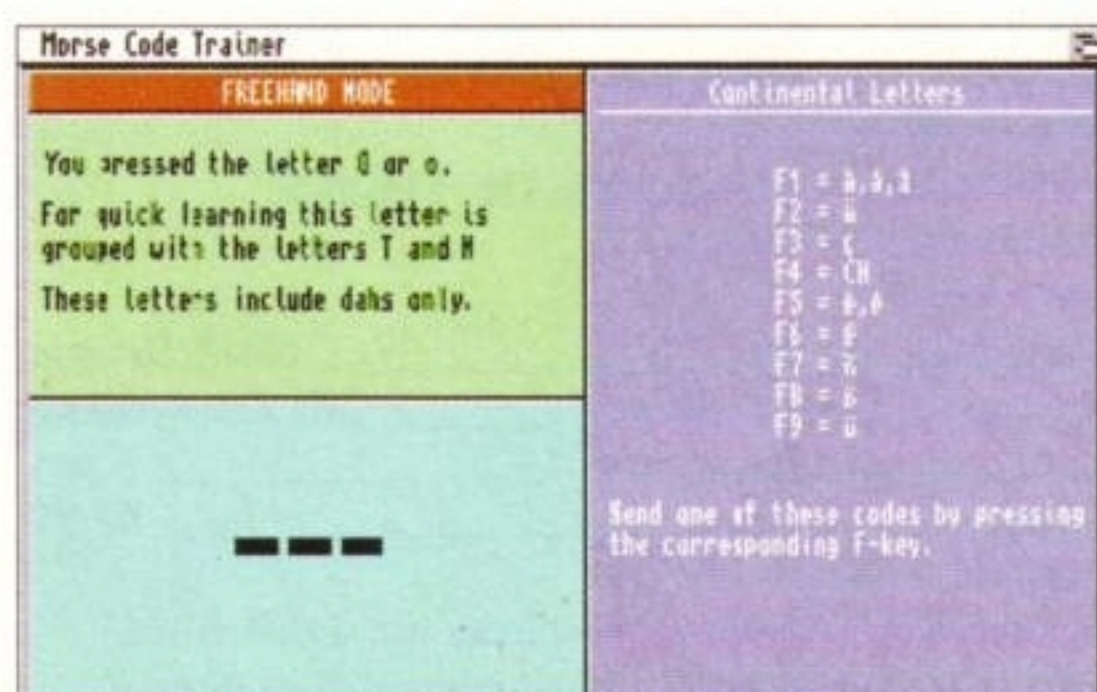 Morse Code Trainer
FREEHAND MODE
You pressed the letter O or o.
For quick learning this letter is
grouped with the letters T and M
These letters include dahs only.
Continental Letters
F1 =
F2 = ä
F3 = ç
F4 = CH
F5 =
F6 =
F7 = ñ
F8 = ö
F9 = ü
Send one of these codes by pressing
the corresponding F-key.